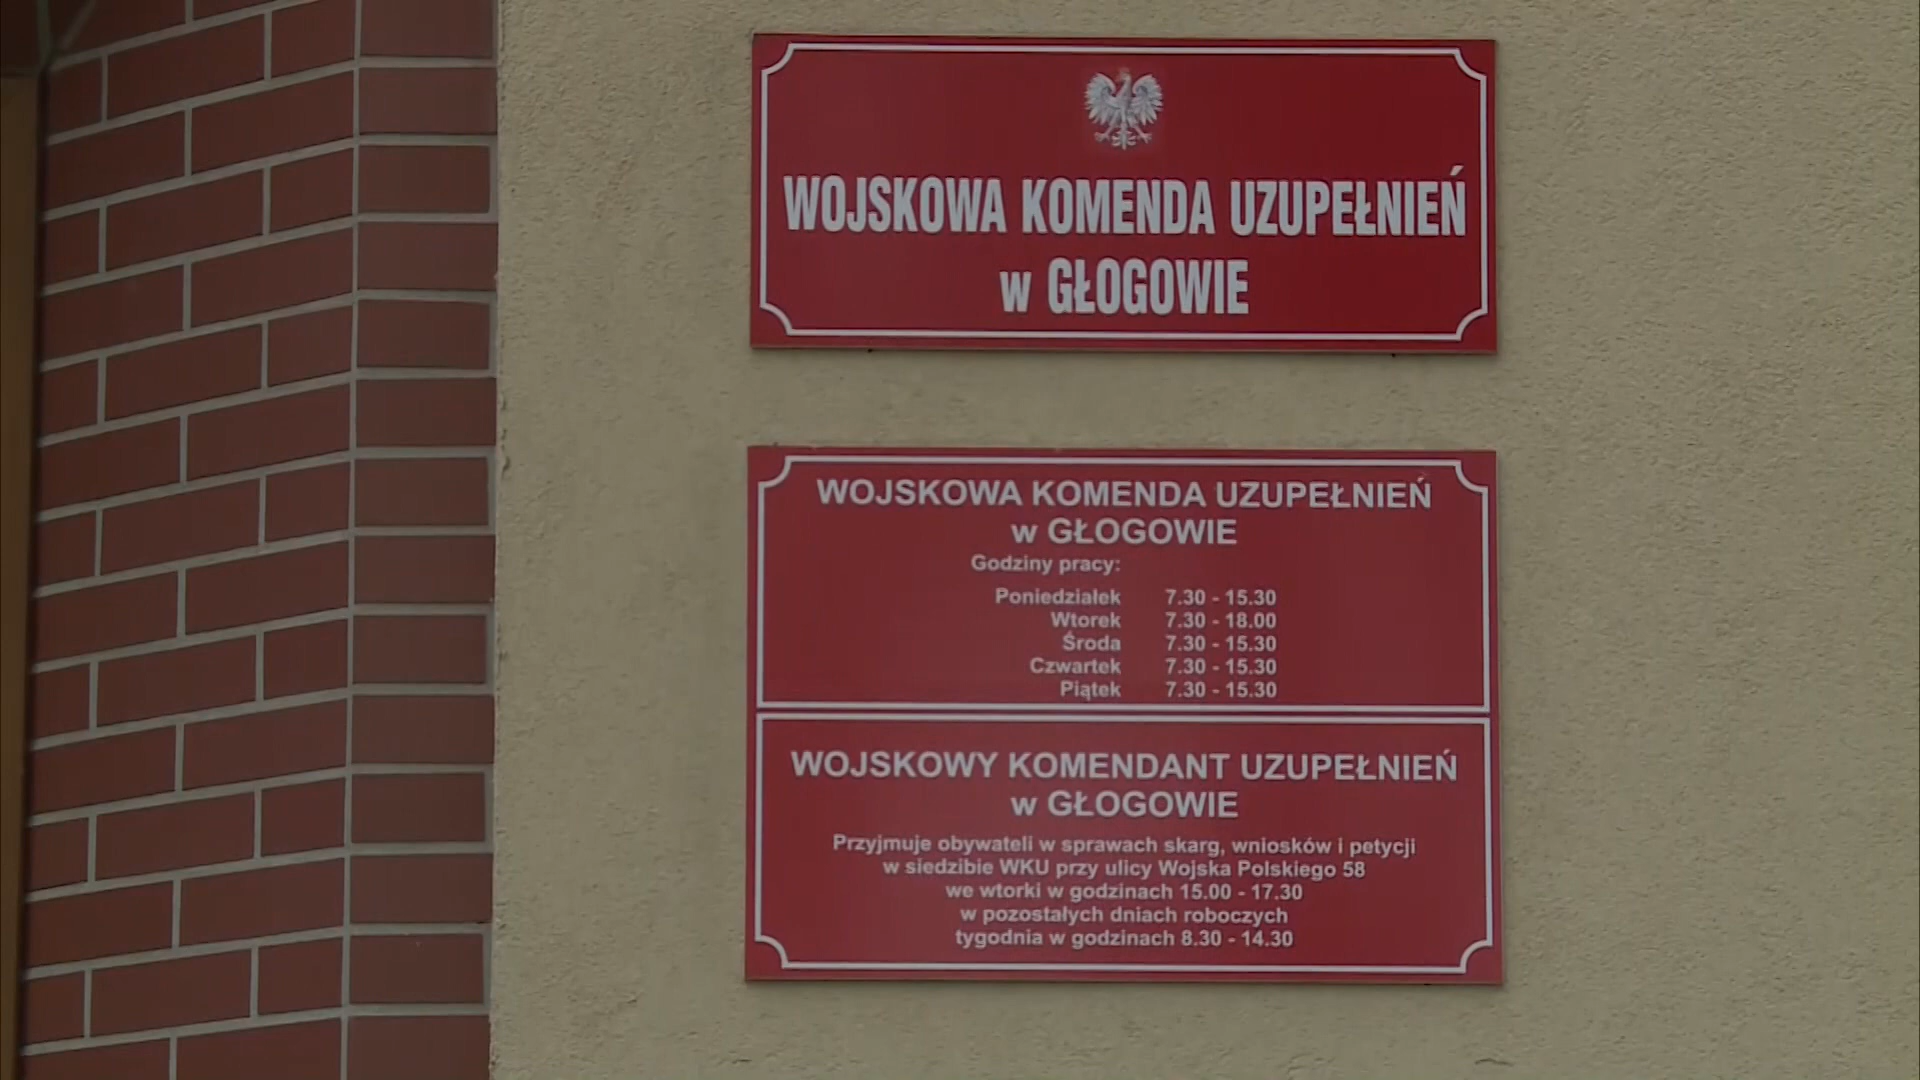 WOJSKOWA KOMENDA UZUPEŁNIEŃ
w GŁOGOWIE
WOJSKOWA KOMENDA UZUPEŁNIEŃ
w GŁOGOWIE
Godziny pracy:
Poniedziałek 7.30 - 15.30
Wtorek 7.30 - 18.00
Środa 7.30 - 15.30
Czwartek 7.30 - 15.30
Piątek 7.30 - 15.30
WOJSKOWY KOMENDANT UZUPEŁNIEŃ
w GŁOGOWIE
Przyjmuje obywateli w sprawach skarg, wniosków i petycji
w siedzibie WKU przy ulicy Wojska Polskiego 58
we wtorki w godzinach 15.00 - 17.30
w pozostałych dniach roboczych
tygodnia w godzinach 8.30 - 14.30